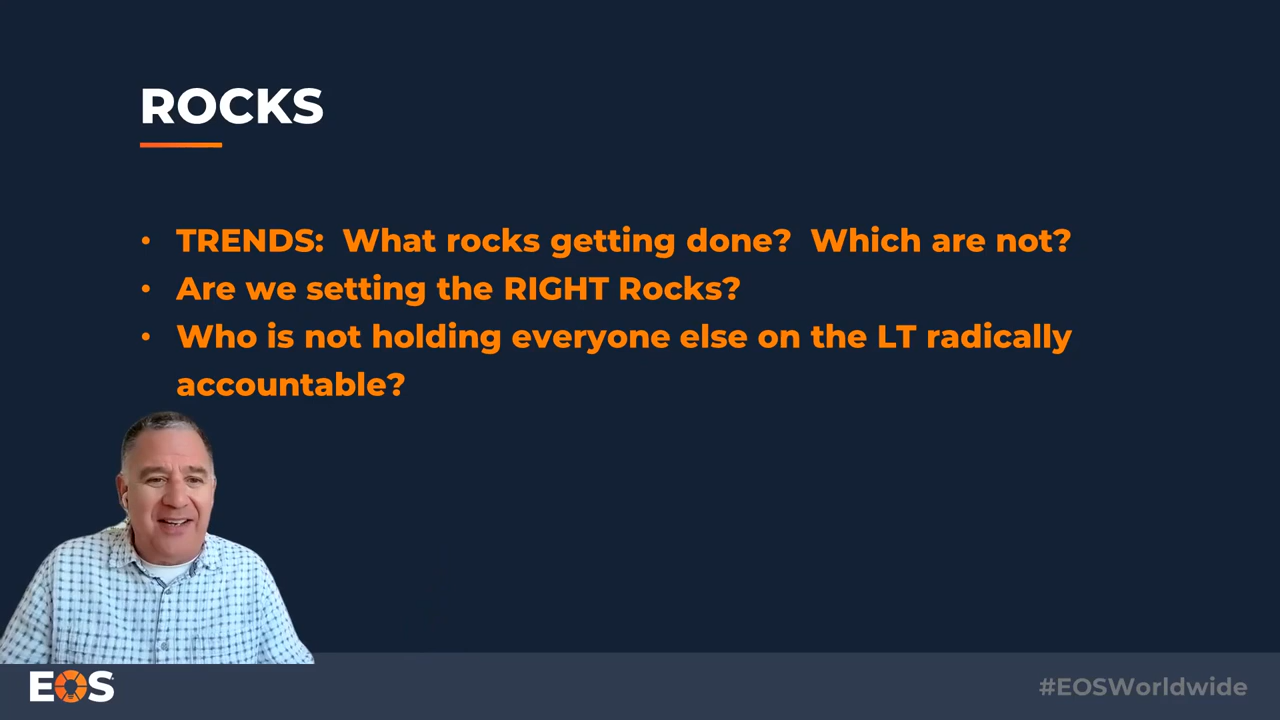 ROCKS
• TRENDS:  What rocks getting done?  Which are not?
• Are we setting the RIGHT Rocks?
• Who is not holding everyone else on the LT radically
accountable?
EOS
#EOSWorldwide